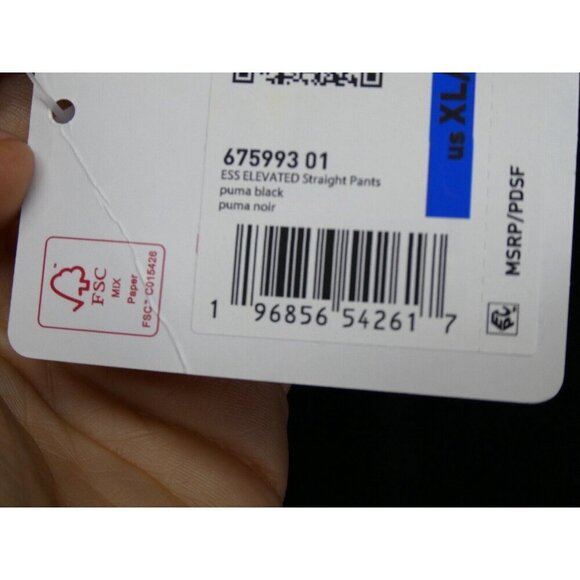 675993 01
ESS ELEVATED Straight Pants
puma black
puma noir
1 96856 54261 7
us XL/
MSRP/PDSF
FSC
MIX
Paper
FSC® C015426